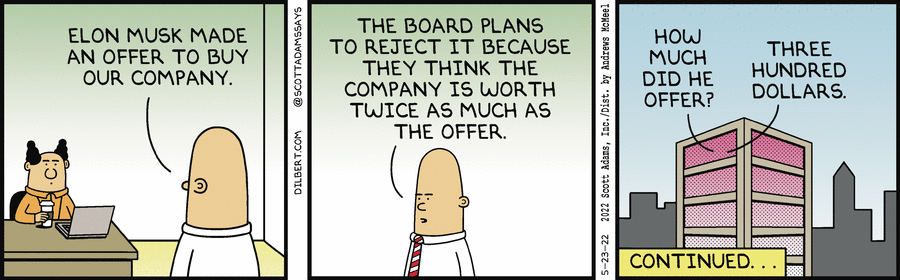 ELON MUSK MADE
AN OFFER TO BUY
OUR COMPANY.
DILBERT.COM @SCOTTADAMSSAYS
THE BOARD PLANS
TO REJECT IT BECAUSE
THEY THINK THE
COMPANY IS WORTH
TWICE AS MUCH AS
THE OFFER.
5-23-22 2022 Scott Adams, Inc./Dist. by Andrews McMeel
HOW
MUCH
DID HE
OFFER?
THREE
HUNDRED
DOLLARS.
CONTINUED...